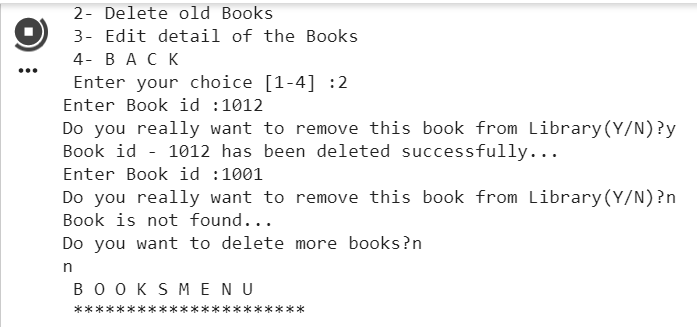 2- Delete old Books
3- Edit detail of the Books
4- B A C K
Enter your choice [1-4] :2
Enter Book id :1012
Do you really want to remove this book from Library(Y/N)?y
Book id - 1012 has been deleted successfully...
Enter Book id :1001
Do you really want to remove this book from Library(Y/N)?n
Book is not found...
Do you want to delete more books?n
n
B O O K S M E N U
**********************